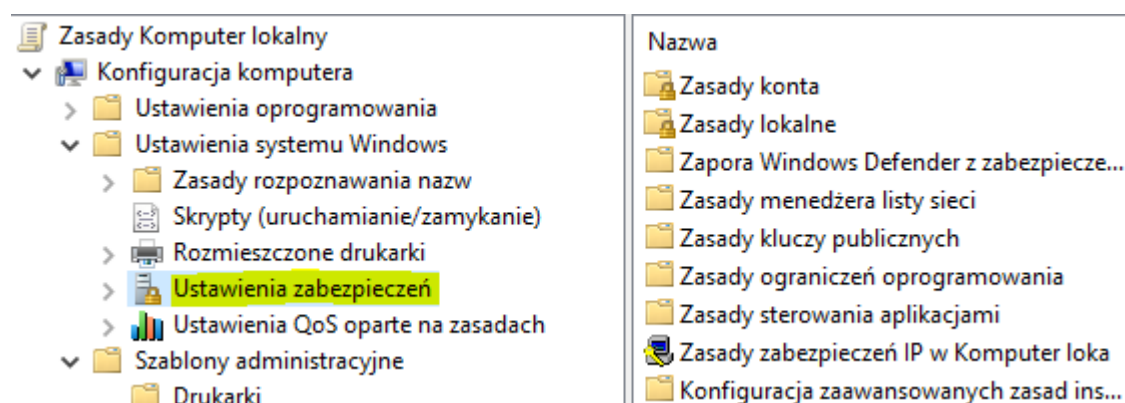 Zasady Komputer lokalny
Konfiguracja komputera
Ustawienia oprogramowania
Ustawienia systemu Windows
Zasady rozpoznawania nazw
Skrypty (uruchamianie/zamykanie)
Rozmieszczone drukarki
Ustawienia zabezpieczeń
Ustawienia QoS oparte na zasadach
Szablony administracyjne
Drukarki
Nazwa
Zasady konta
Zasady lokalne
Zapora Windows Defender z zabezpiecze...
Zasady menedżera listy sieci
Zasady kluczy publicznych
Zasady ograniczeń oprogramowania
Zasady sterowania aplikacjami
Zasady zabezpieczeń IP w Komputer loka
Konfiguracja zaawansowanych zasad ins...